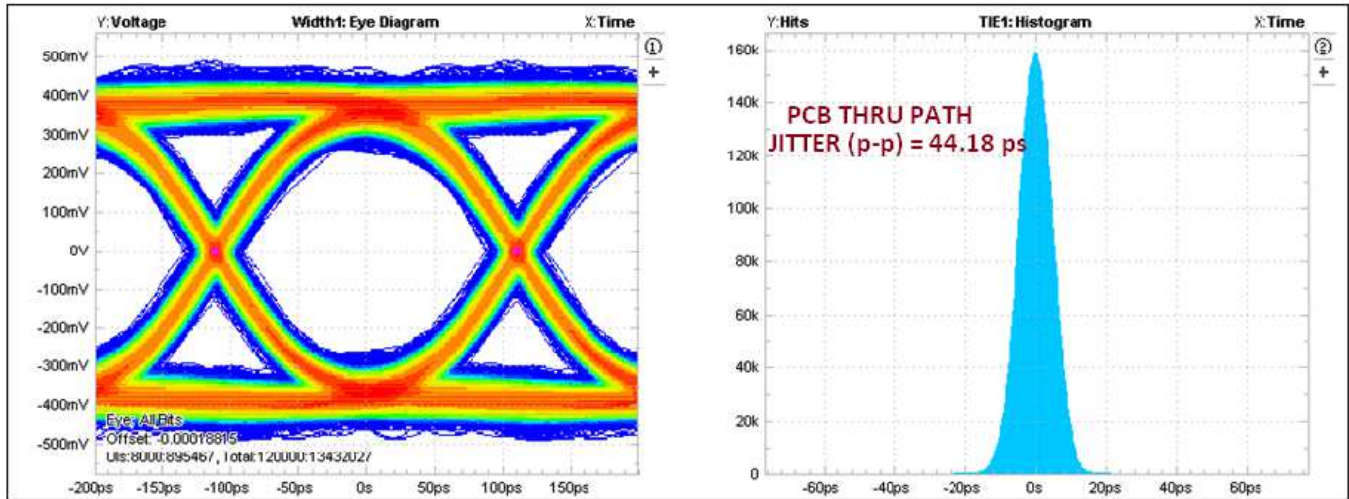 Y:Voltage Width1: Eye Diagram X:Time
500mV
400mV
300mV
200mV
100mV
0V
-100mV
-200mV
-300mV
-400mV
-500mV
Eye: All Bits
Offset: -0.00018815
UIs:8000:895467, Total:120000:13432027
-200ps -150ps -100ps -50ps 0s 50ps 100ps 150ps
1
+
Y:Hits TIE1: Histogram X:Time
160k
140k
120k
100k
80k
60k
40k
20k
0
PCB THRU PATH
JITTER (p-p) = 44.18 ps
-60ps -40ps -20ps 0s 20ps 40ps 60ps
2
+